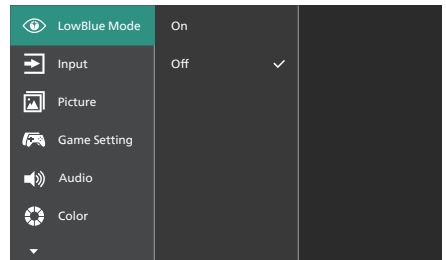 LowBlue Mode
On
Input
Off
Picture
Game Setting
Audio
Color